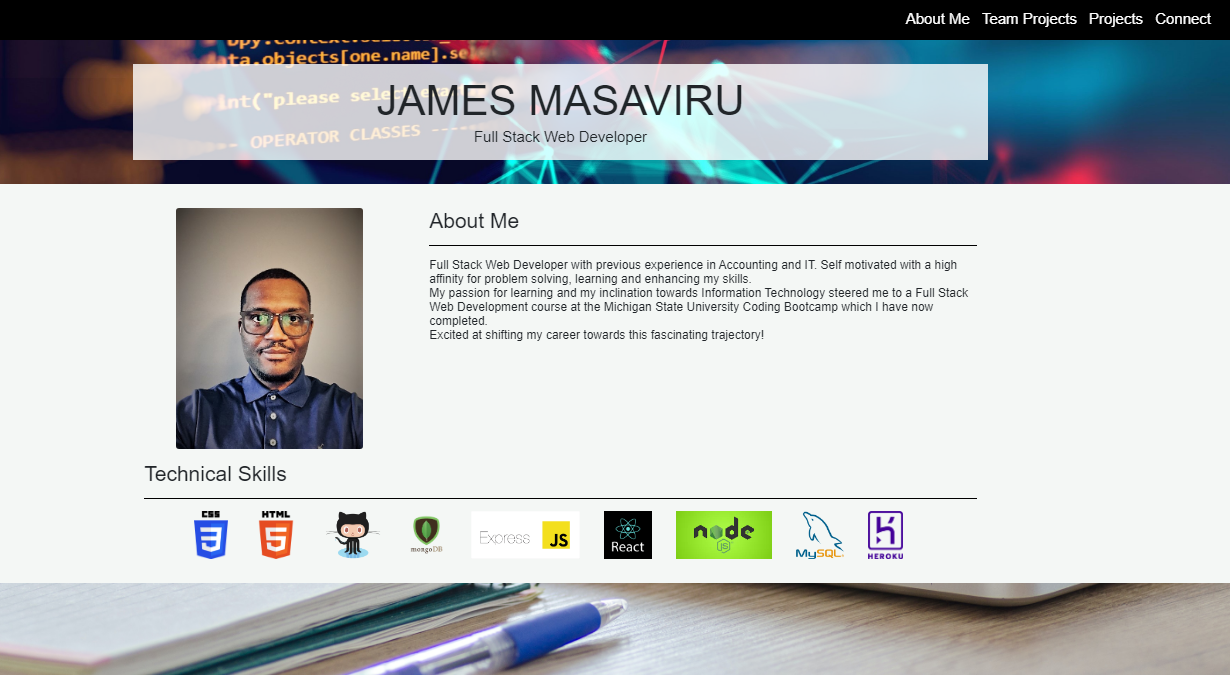 About Me Team Projects Projects Connect
data.objects[one.name].sel
int("please select
JAMES MASAVIRU
OPERATOR CLASSES ----
Full Stack Web Developer
About Me
Full Stack Web Developer with previous experience in Accounting and IT. Self motivated with a high
affinity for problem solving, learning and enhancing my skills.
My passion for learning and my inclination towards Information Technology steered me to a Full Stack
Web Development course at the Michigan State University Coding Bootcamp which I have now
completed.
Excited at shifting my career towards this fascinating trajectory!
Technical Skills
CSS
3
HTML
5
mongoDB
Express JS
React
node
JS
MySQL
HEROKU